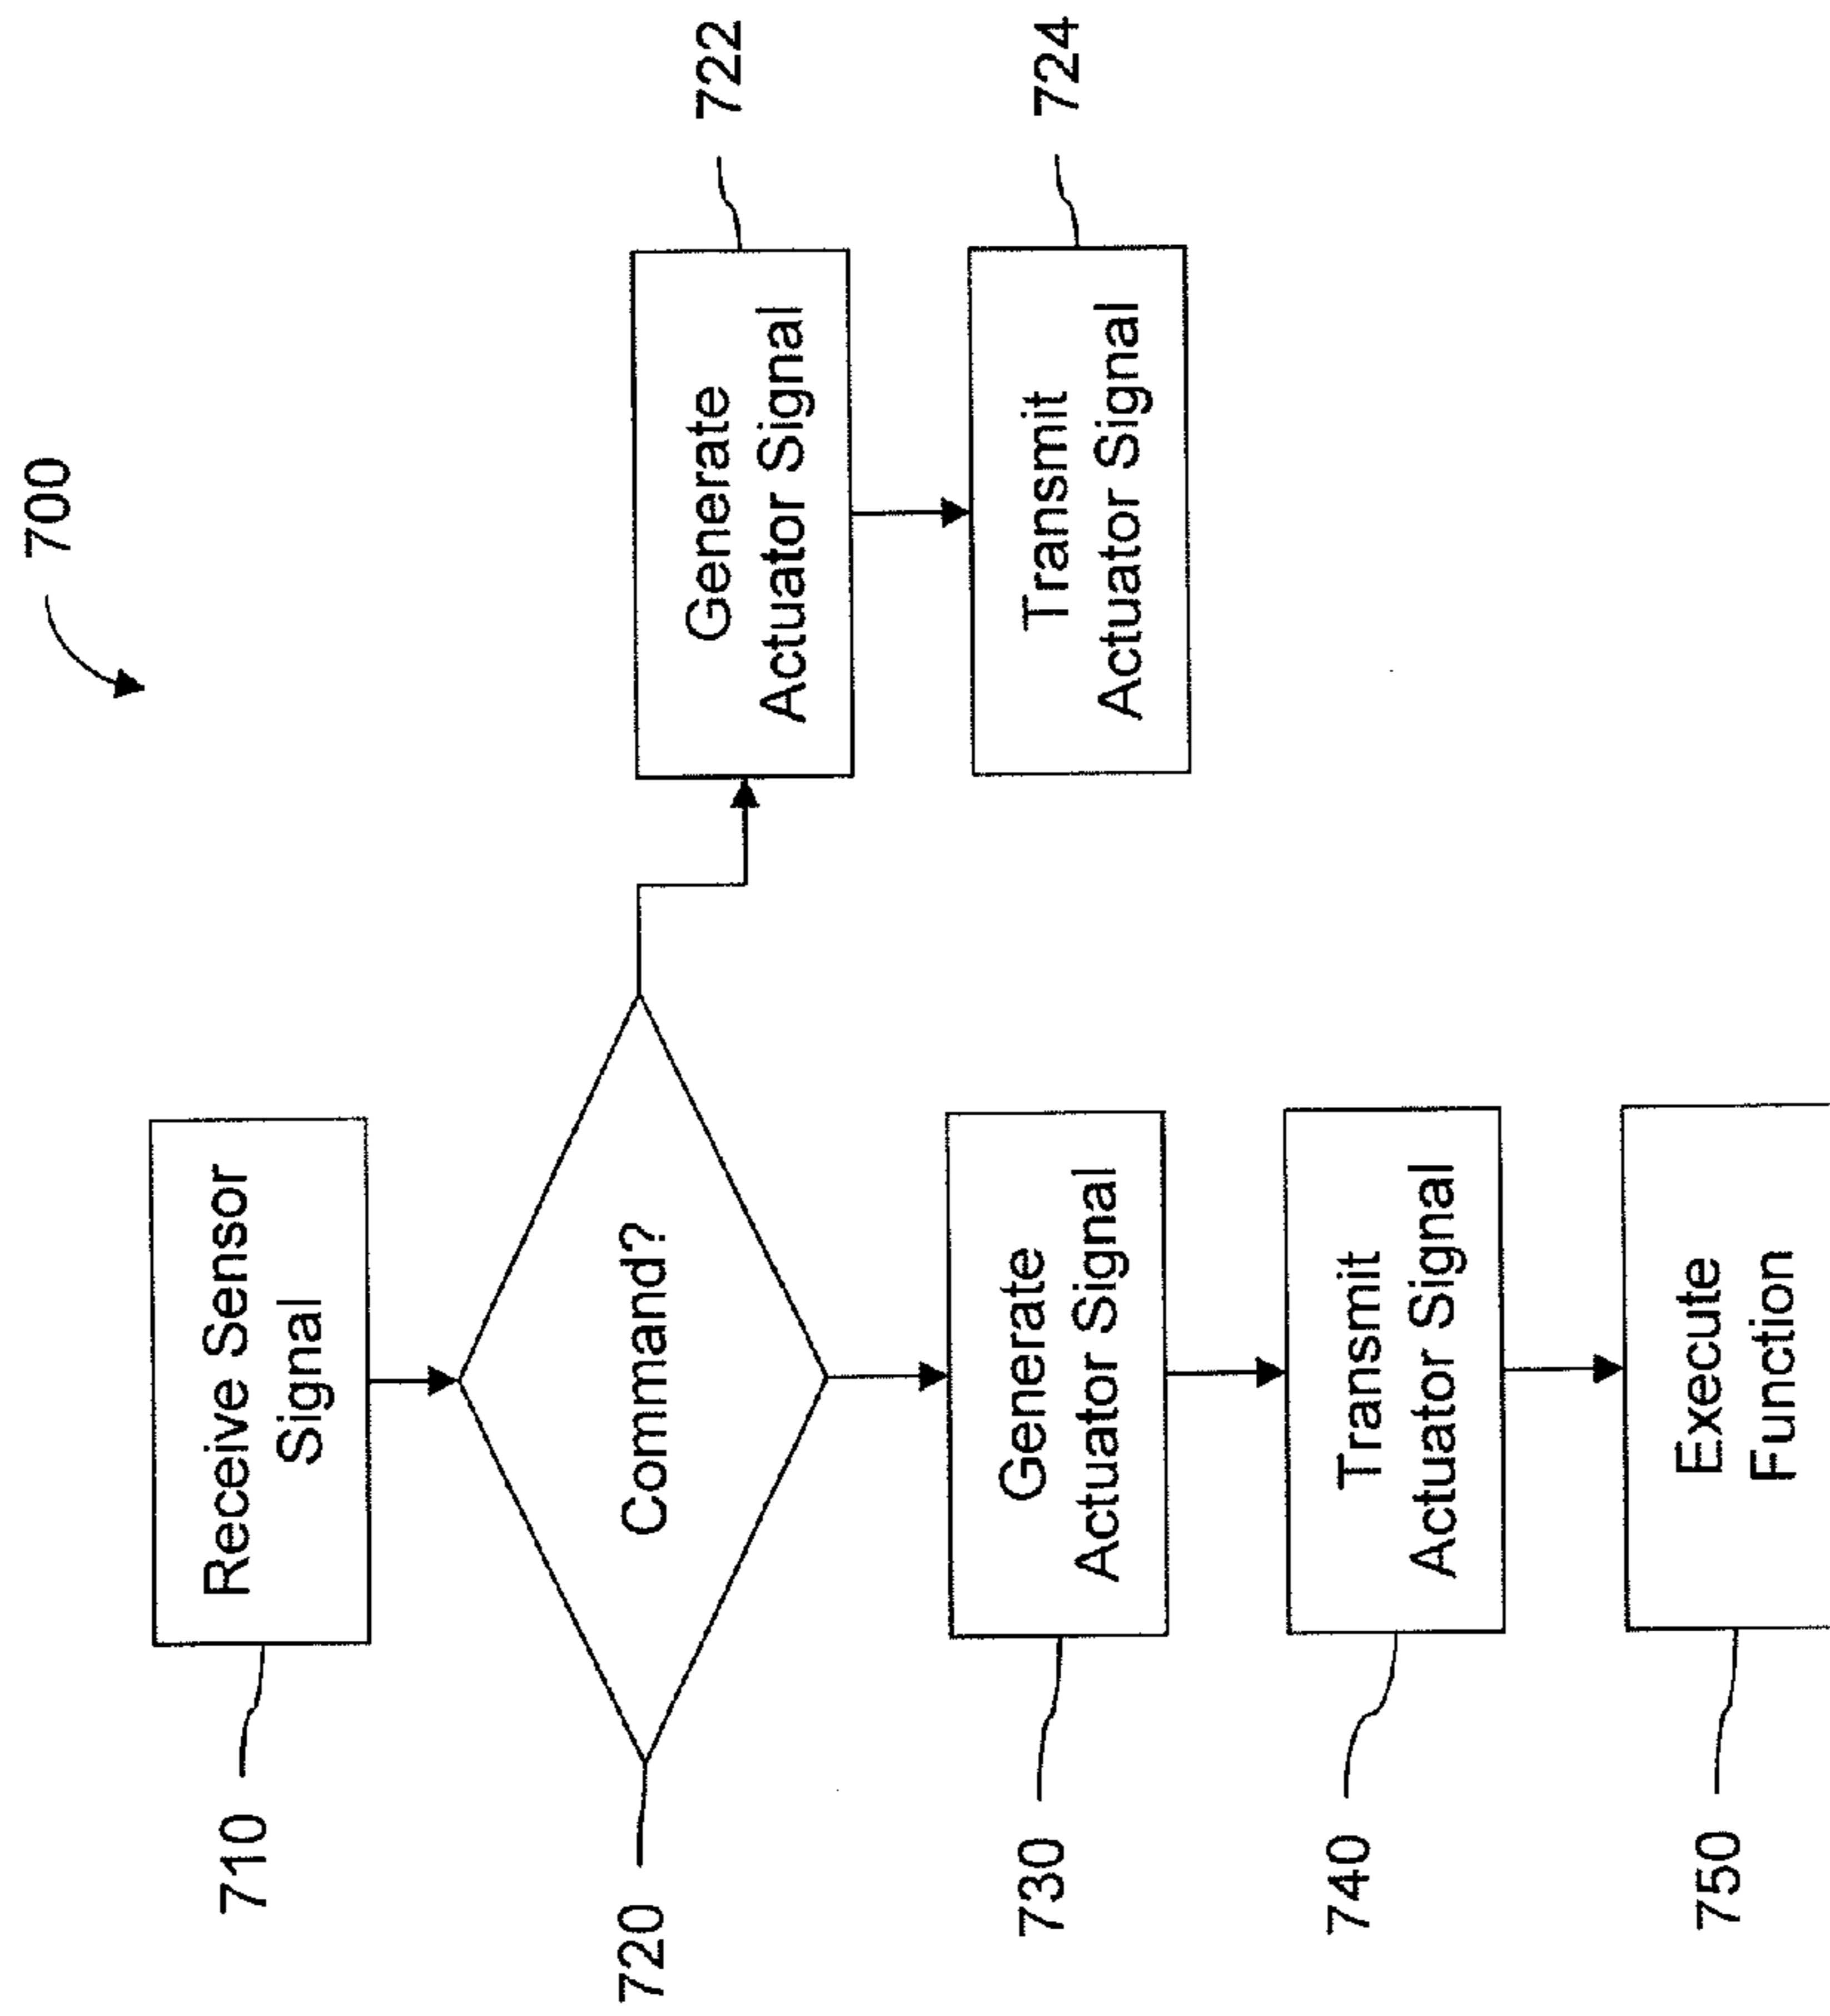 700
710
Receive Sensor
Signal
720
Command?
722
Generate
Actuator Signal
724
Transmit
Actuator Signal
730
Generate
Actuator Signal
740
Transmit
Actuator Signal
750
Execute
Function